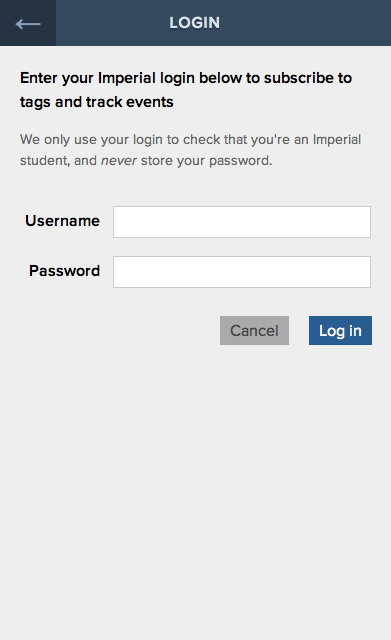 LOGIN
Enter your Imperial login below to subscribe to
tags and track events
We only use your login to check that you're an Imperial
student, and never store your password.
Username
Password
Cancel
Log in